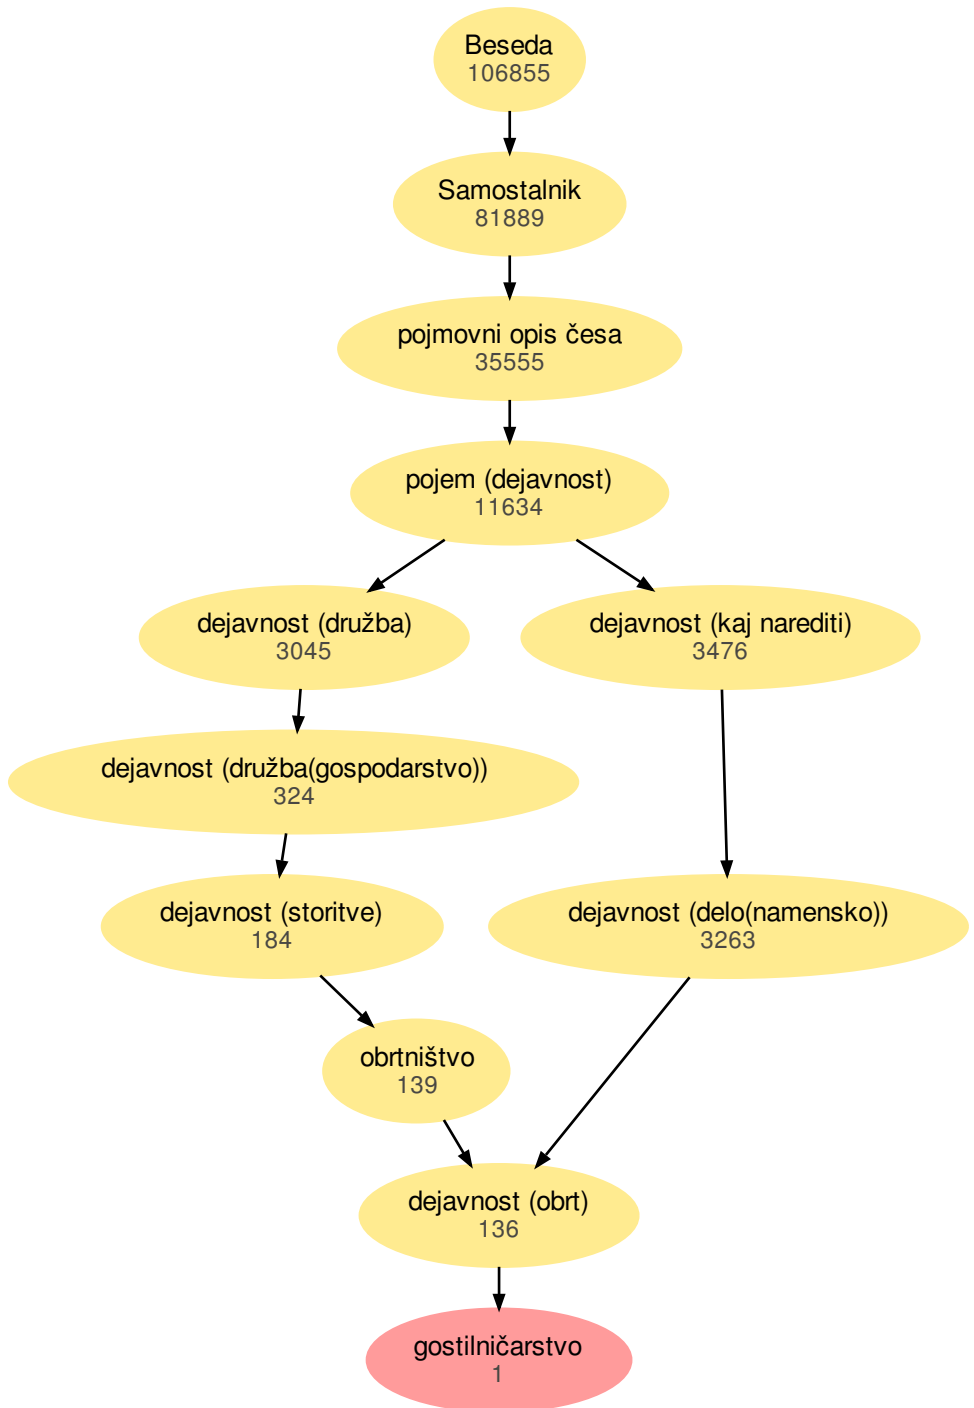 Beseda
106855
Samostalnik
81889
pojmovni opis česa
35555
pojem (dejavnost)
11634
dejavnost (družba)
3045
dejavnost (kaj narediti)
3476
dejavnost (družba(gospodarstvo))
324
dejavnost (storitve)
184
dejavnost (delo(namensko))
3263
obrtništvo
139
dejavnost (obrt)
136
gostilničarstvo
1